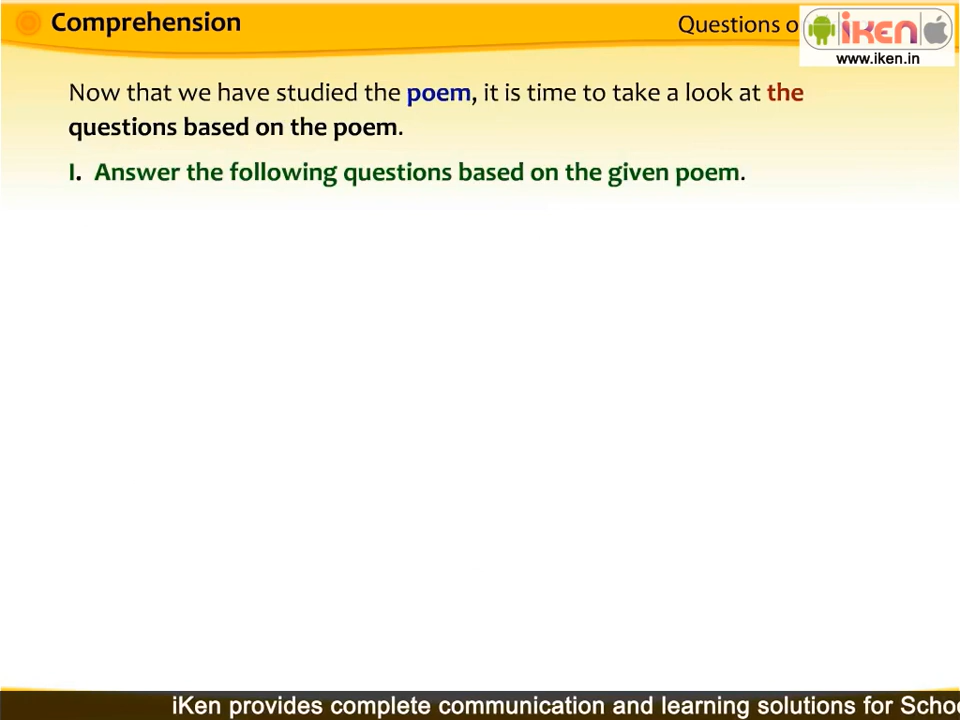 Comprehension
Questions o
iken
www.iken.in
Now that we have studied the poem, it is time to take a look at the
questions based on the poem.
I. Answer the following questions based on the given poem.
iKen provides complete communication and learning solutions for Schoo